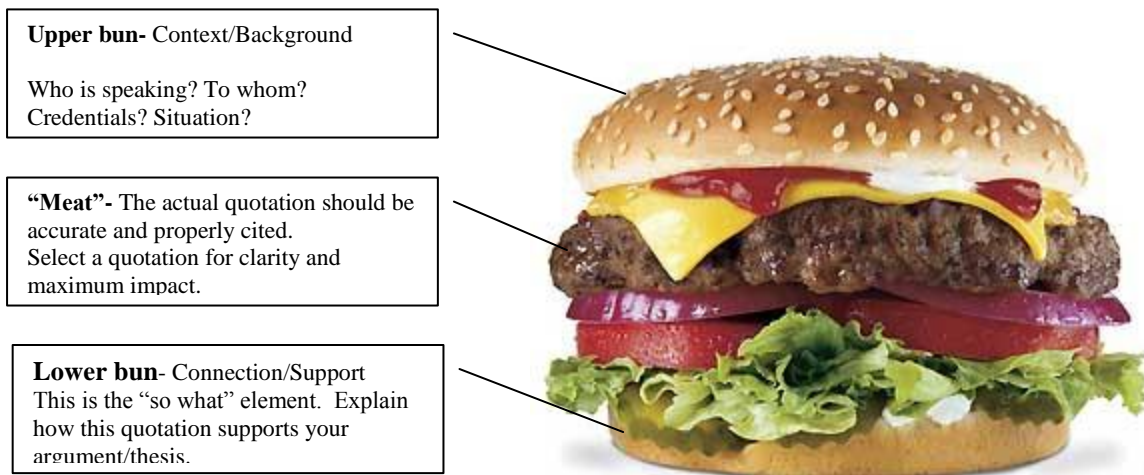 Upper bun- Context/Background
Who is speaking? To whom?
Credentials? Situation?
“Meat”- The actual quotation should be
accurate and properly cited.
Select a quotation for clarity and
maximum impact.
Lower bun- Connection/Support
This is the “so what” element.  Explain
how this quotation supports your
argument/thesis.